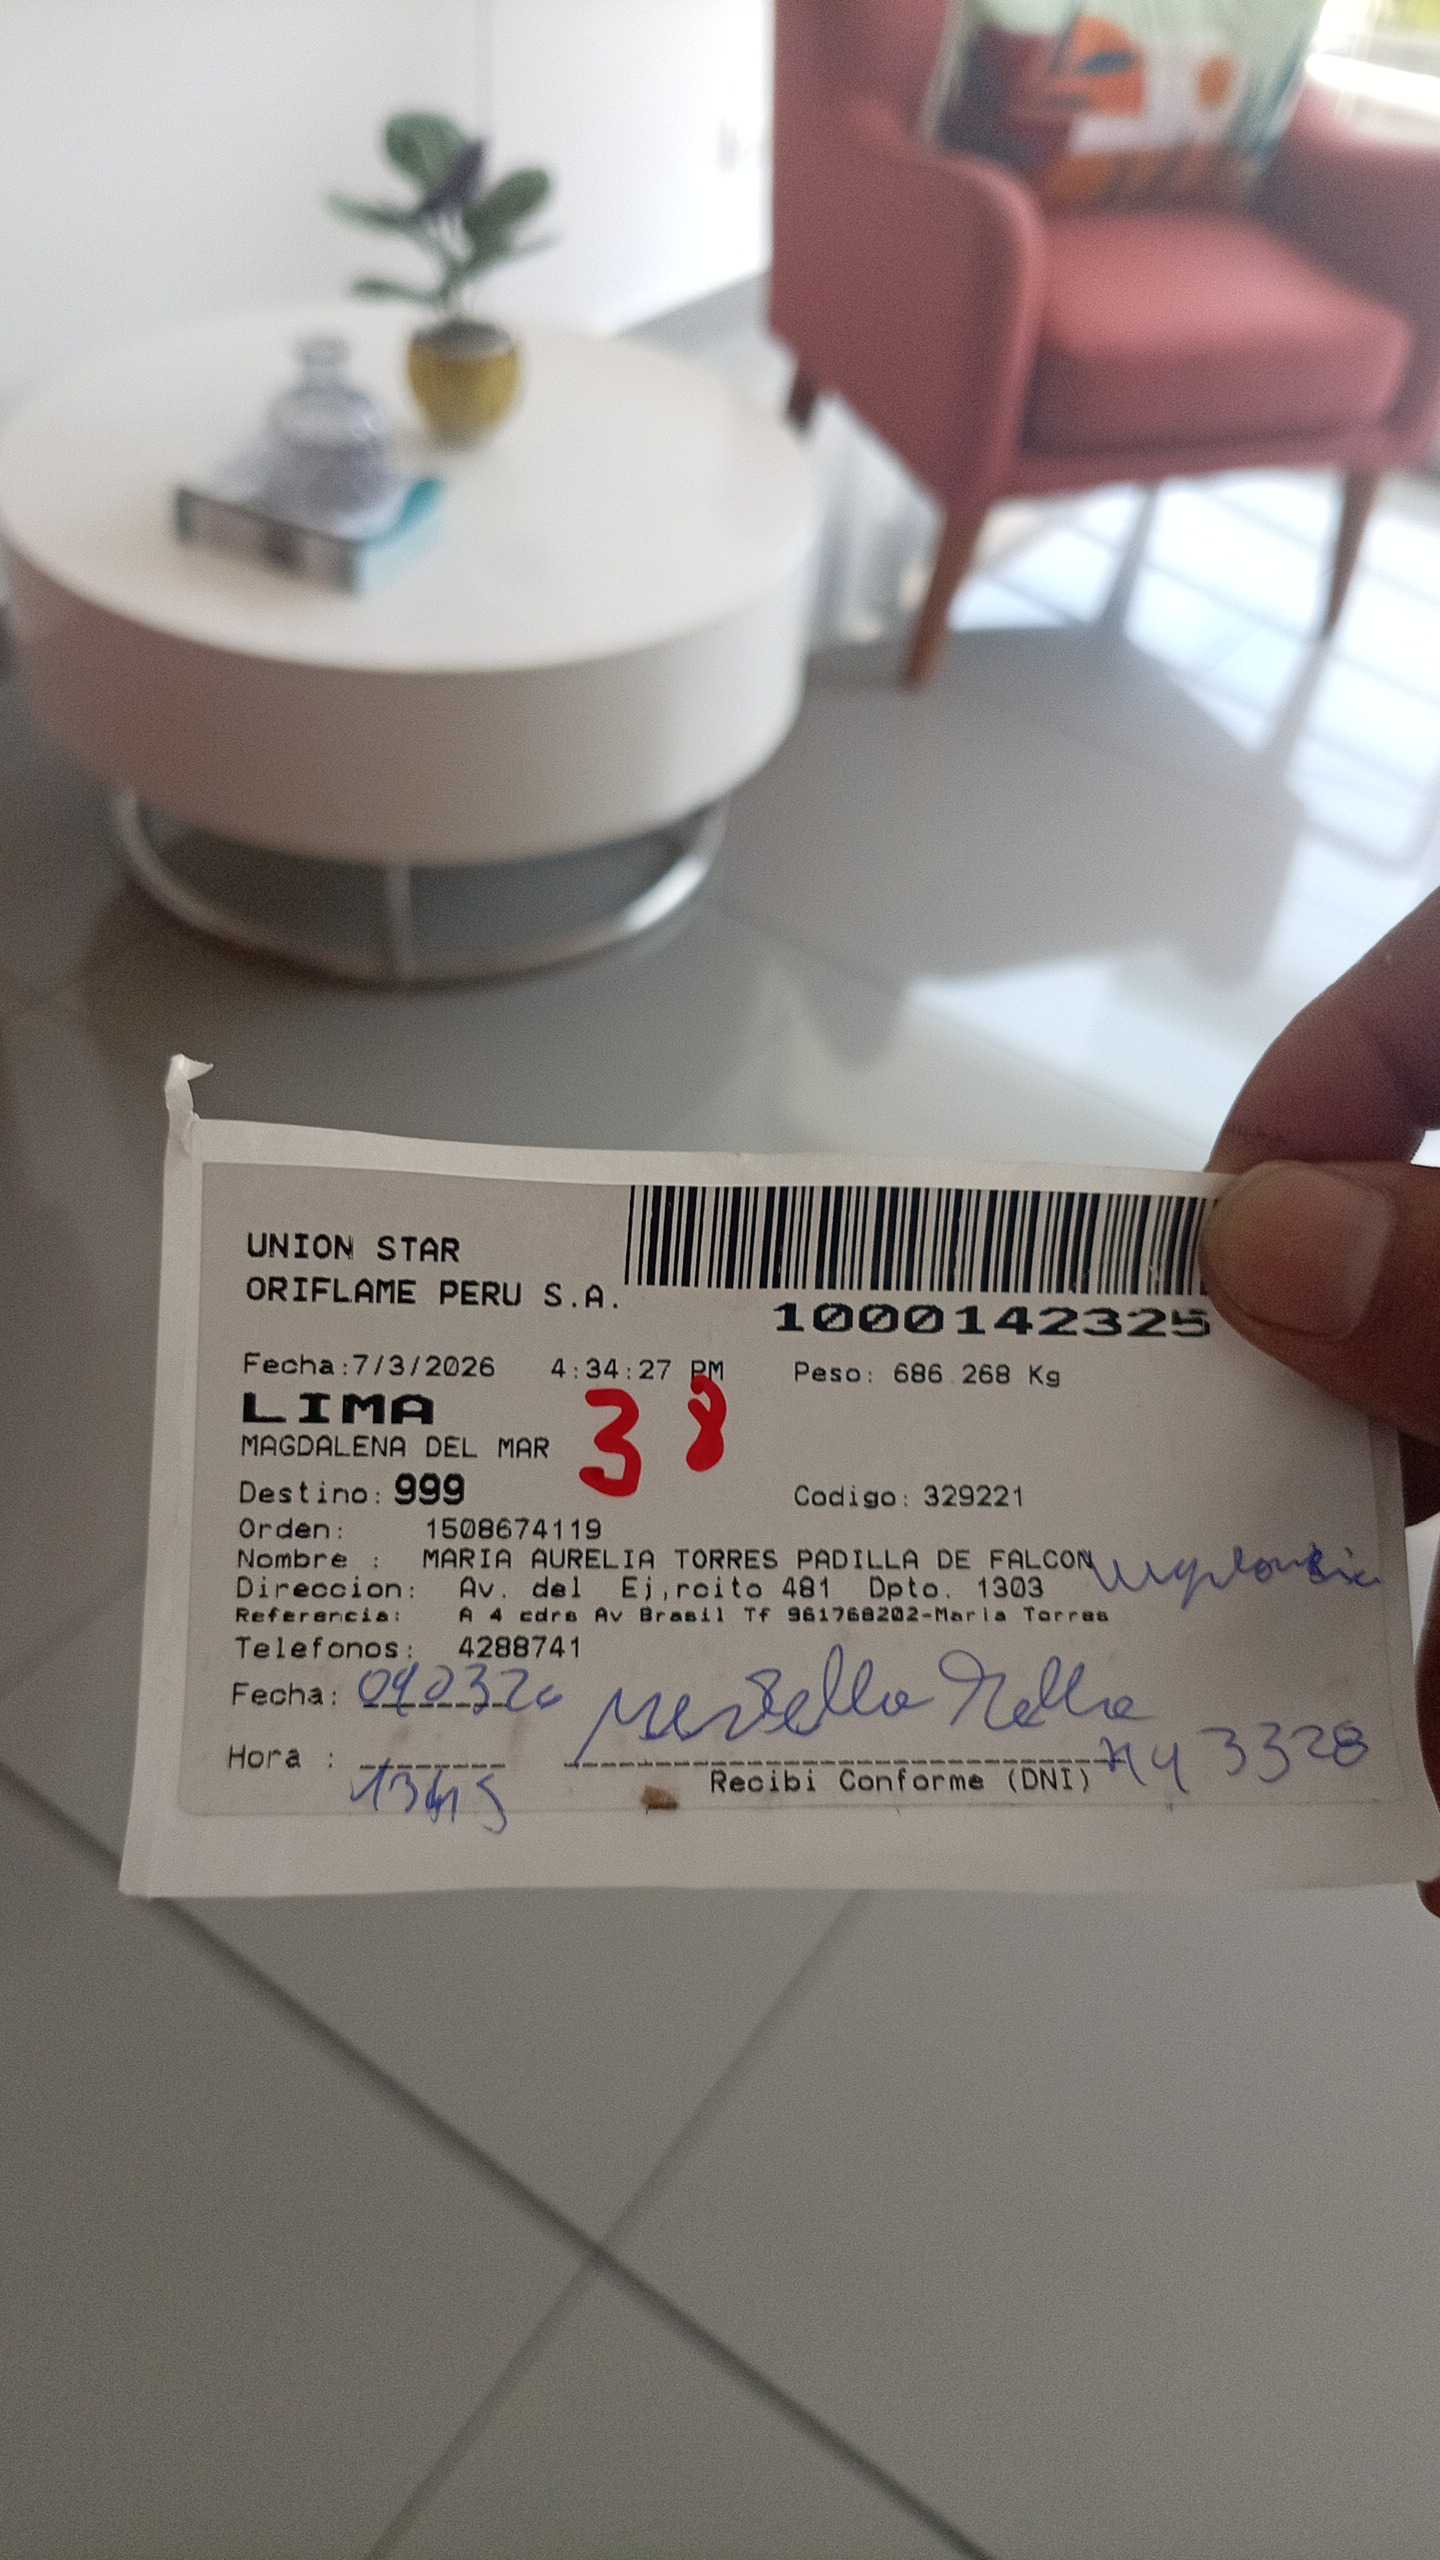 UNION STAR
ORIFLAME PERU S.A.
1000142325
Fecha:7/3/2026 4:34:27 PM Peso: 686.268 Kg
LIMA
38
MAGDALENA DEL MAR
Destino: 999 Codigo: 329221
Orden: 1508674119
Nombre : MARIA AURELIA TORRES PADILLA DE FALCON
Direccion: Av. del Ej,rcito 481 Dpto. 1303
Referencia: A 4 cdrs Av Brasil Tf 961768202-Maria Torres
Telefonos: 4288741
Fecha: 090326
Hora : 3328
Recibi Conforme (DNI)